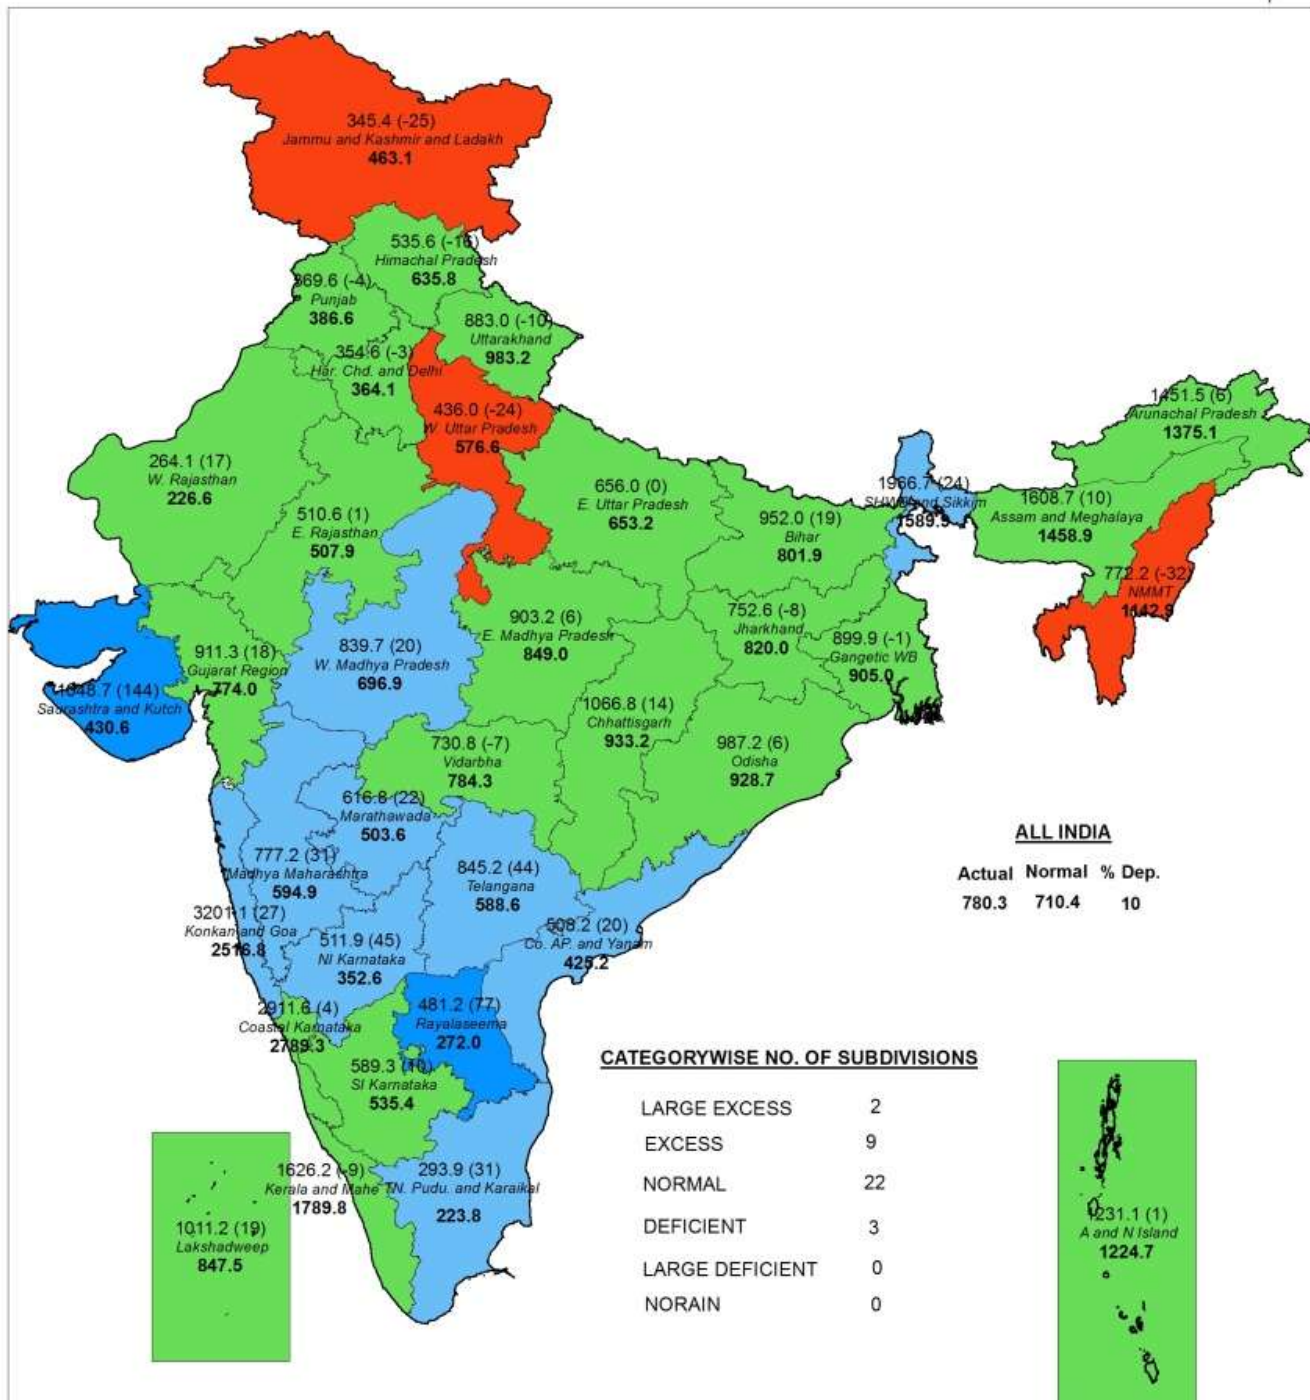 345.4 (-25)
Jammu and Kashmir and Ladakh
463.1
535.6 (-16)
Himachal Pradesh
635.8
369.6 (-4)
Punjab
386.6
883.0 (-10)
Uttarakhand
983.2
354.6 (-3)
Har. Chd. and Delhi
364.1
436.0 (-24)
W. Uttar Pradesh
576.6
1451.5 (6)
Arunachal Pradesh
1375.1
264.1 (17)
W. Rajasthan
226.6
656.0 (0)
E. Uttar Pradesh
653.2
1966.7 (24)
SHWB and Sikkim
1589.9
1608.7 (10)
Assam and Meghalaya
1458.9
510.6 (1)
E. Rajasthan
507.9
952.0 (19)
Bihar
801.9
772.2 (-32)
NMMT
1142.9
911.3 (18)
Gujarat Region
774.0
839.7 (20)
W. Madhya Pradesh
696.9
903.2 (6)
E. Madhya Pradesh
849.0
752.6 (-8)
Jharkhand
820.0
899.9 (-1)
Gangetic WB
905.0
1048.7 (144)
Saurashtra and Kutch
430.6
1066.8 (14)
Chhattisgarh
933.2
730.8 (-7)
Vidarbha
784.3
987.2 (6)
Odisha
928.7
616.8 (22)
Marathawada
503.6
777.2 (31)
Madhya Maharashtra
594.9
845.2 (44)
Telangana
588.6
3201.1 (27)
Konkan and Goa
2516.8
511.9 (45)
NI Karnataka
352.6
508.2 (20)
Co. AP. and Yanam
425.2
ALL INDIA
Actual Normal % Dep.
780.3 710.4 10
2911.6 (4)
Coastal Karnataka
2789.3
481.2 (77)
Rayalaseema
272.0
589.3 (10)
SI Karnataka
535.4
1626.2 (-9)
Kerala and Mahe
1789.8
293.9 (31)
TN. Pudu. and Karaikal
223.8
1011.2 (19)
Lakshadweep
847.5
CATEGORYWISE NO. OF SUBDIVISIONS
LARGE EXCESS 2
EXCESS 9
NORMAL 22
DEFICIENT 3
LARGE DEFICIENT 0
NORAIN 0
1231.1 (1)
A and N Island
1224.7